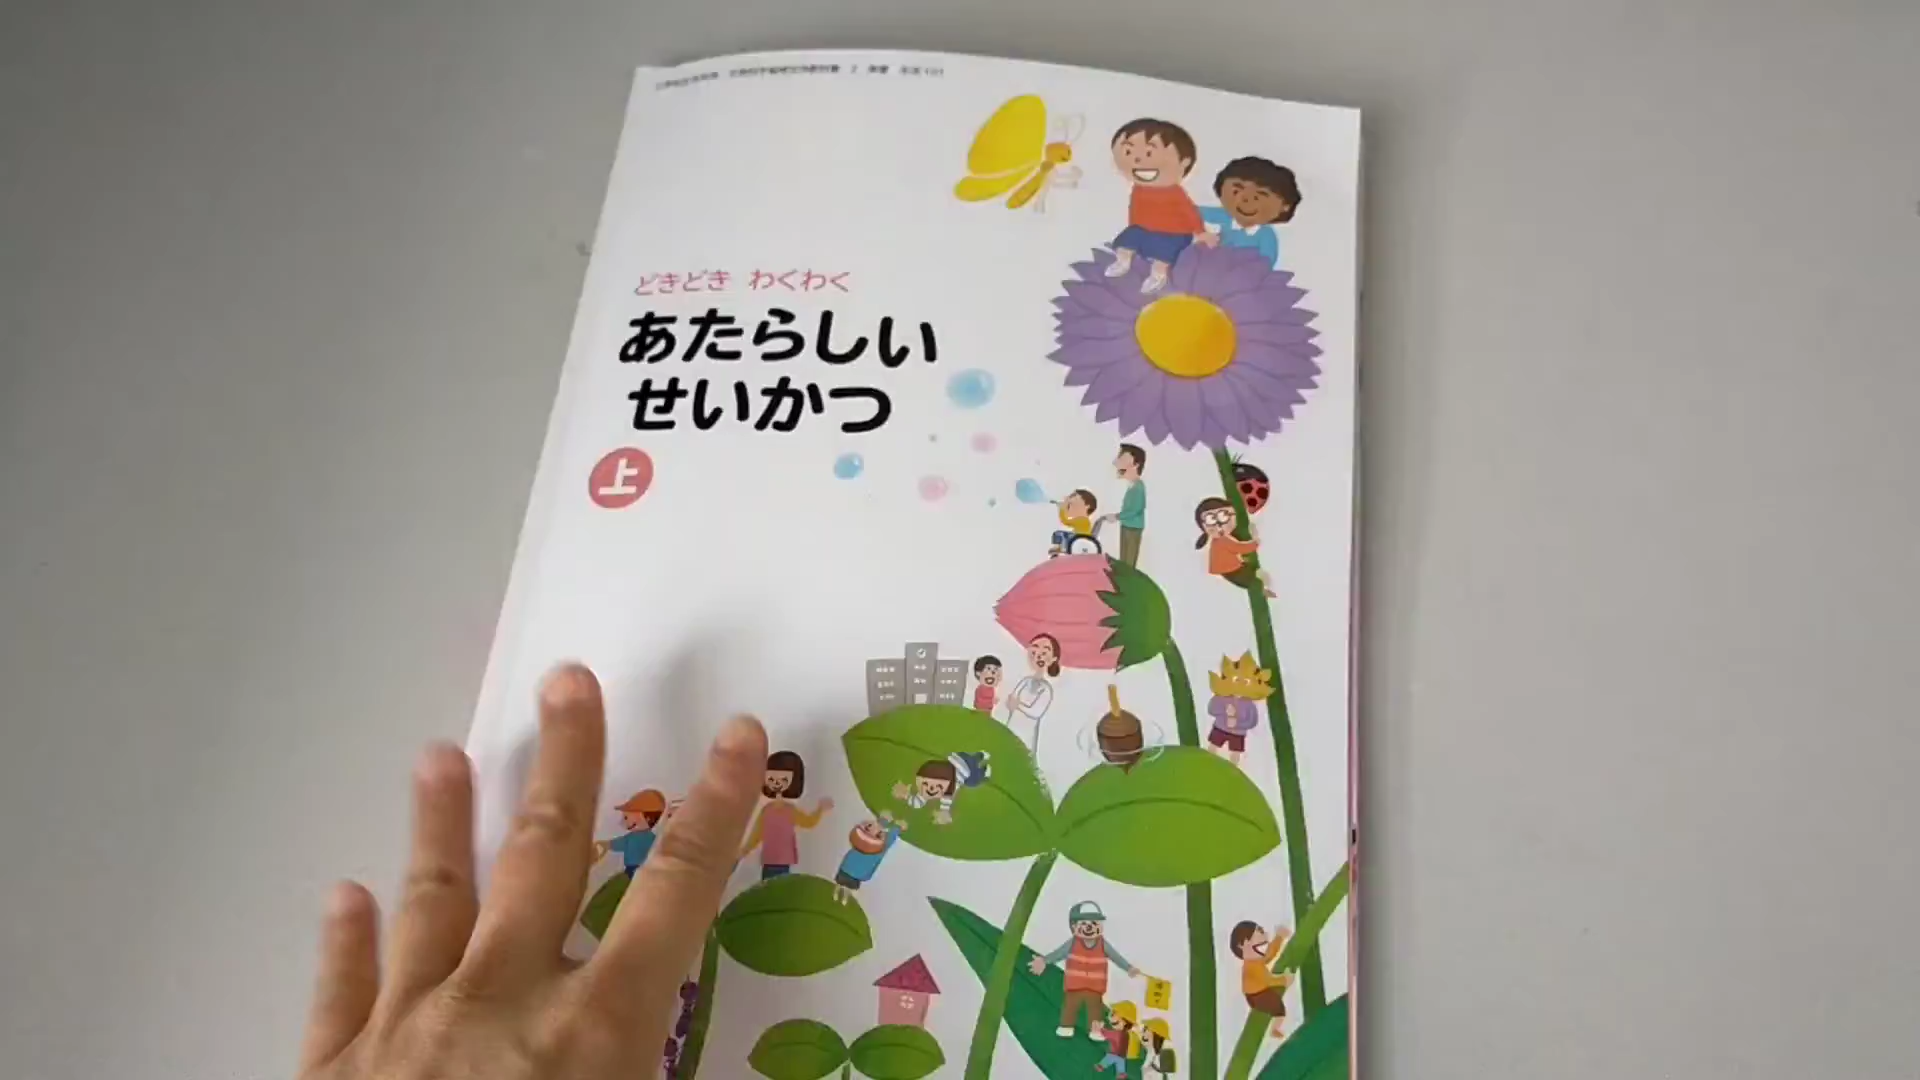 どきどき わくわく
あたらしい
せいかつ
上